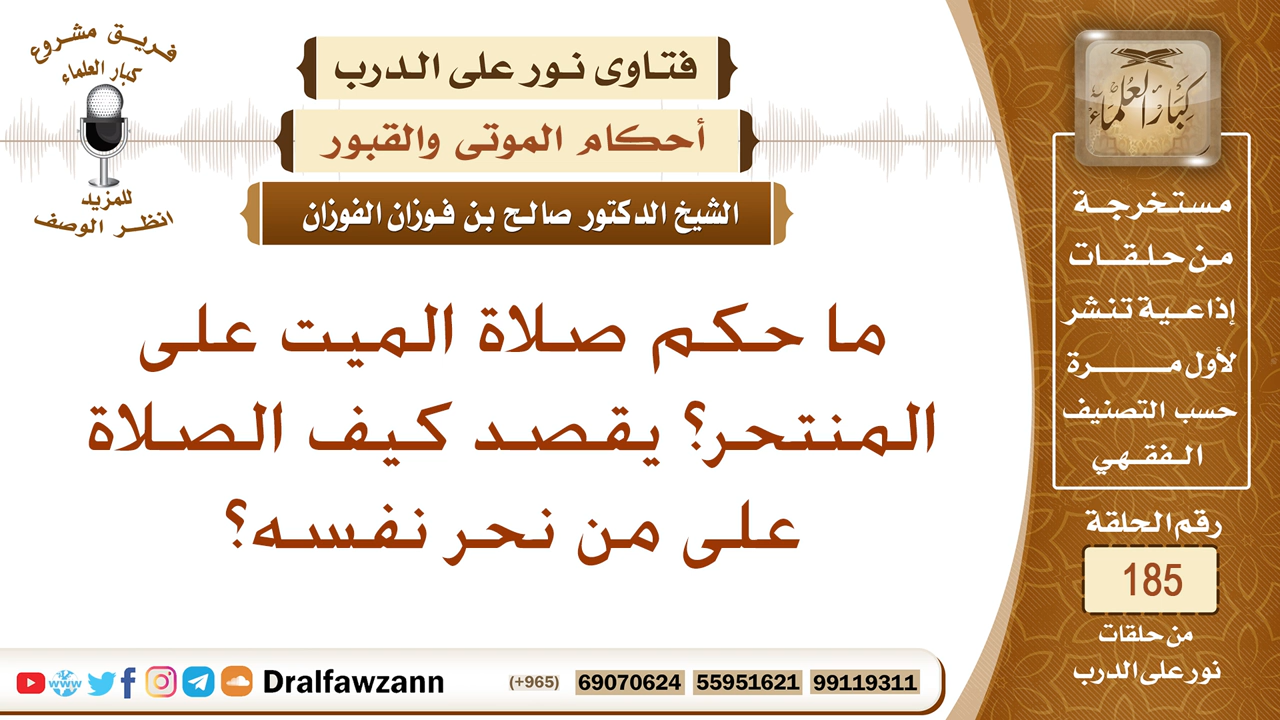 فريق مشروع
كبار العلماء
للمزيد
انظر الوصف
فتاوى نور على الدرب
أحكام الموتى والقبور
الشيخ الدكتور صالح بن فوزان الفوزان
ما حكم صلاة الميت على
المنتحر؟ يقصد كيف الصلاة
على من نحر نفسه؟
كبار العلماء
مستخرجة
من حلقات
إذاعية تنشر
لأول مرة
حسب التصنيف
الفقهي
رقم الحلقة
185
من حلقات
نور على الدرب
www
Dralfawzann
(+965) 69070624 55951621 99119311